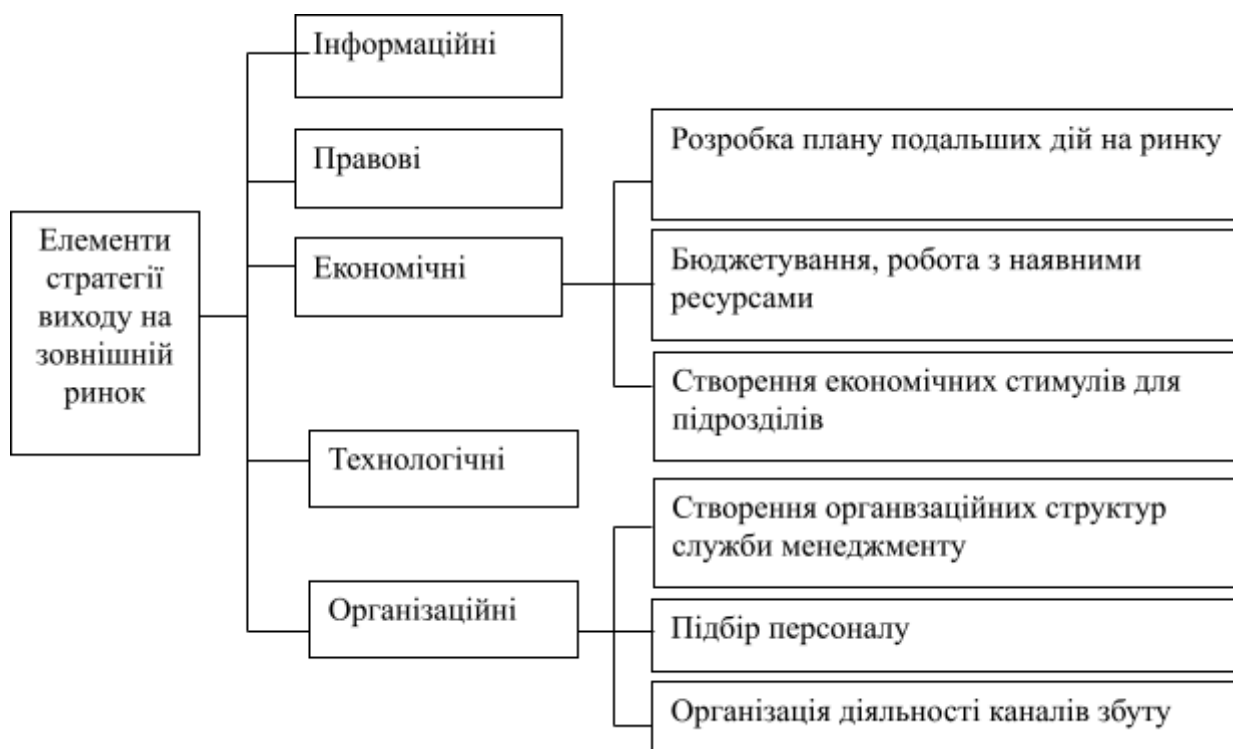 Елементи
стратегії
виходу на
зовнішній
ринок
Інформаційні
Правові
Економічні
Технологічні
Організаційні
Розробка плану подальших дій на ринку
Бюджетування, робота з наявними
ресурсами
Створення економічних стимулів для
підрозділів
Створення органвзаційних структур
служби менеджменту
Підбір персоналу
Організація діяльності каналів збуту